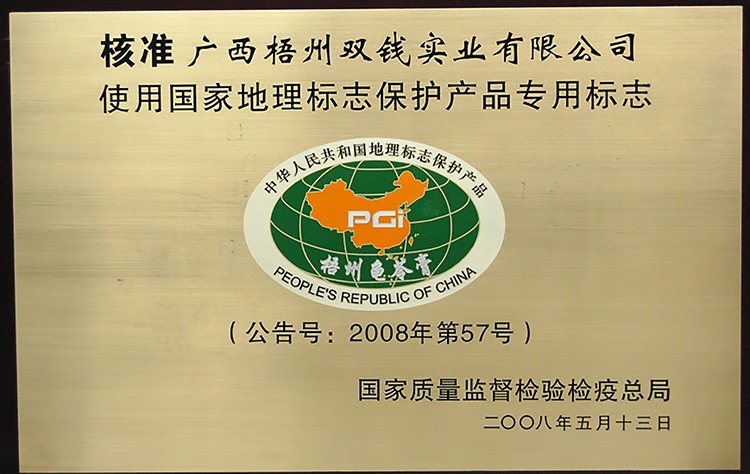 核准 广西梧州双钱实业有限公司
使用国家地理标志保护产品专用标志
中华人民共和国地理标志保护产品
PGi
梧州龟苓膏
PEOPLE'S REPUBLIC OF CHINA
（公告号：2008年第57号）
国家质量监督检验检疫总局
二〇〇八年五月十三日